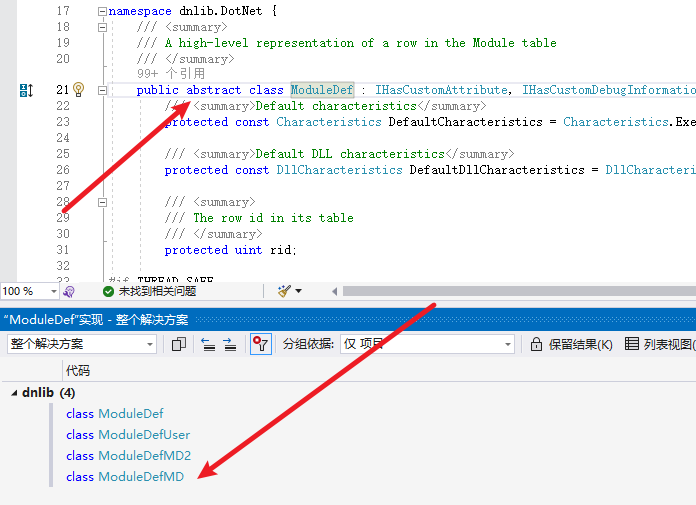 17 namespace dnlib.DotNet {
18 /// <summary>
19 /// A high-level representation of a row in the Module table
20 /// </summary>
99+ 个引用
21 public abstract class ModuleDef : IHasCustomAttribute, IHasCustomDebugInformatio
22 /// <summary>Default characteristics</summary>
23 protected const Characteristics DefaultCharacteristics = Characteristics.Exe
24
25 /// <summary>Default DLL characteristics</summary>
26 protected const DllCharacteristics DefaultDllCharacteristics = DllCharacteri
27
28 /// <summary>
29 /// The row id in its table
30 /// </summary>
31 protected uint rid;
32
#if THREAD_SAFE
100 % 未找到相关问题
"ModuleDef"实现 - 整个解决方案
整个解决方案 分组依据: 仅 项目 保留结果(K) 列表视图(
代码
dnlib (4)
class ModuleDef
class ModuleDefUser
class ModuleDefMD2
class ModuleDefMD